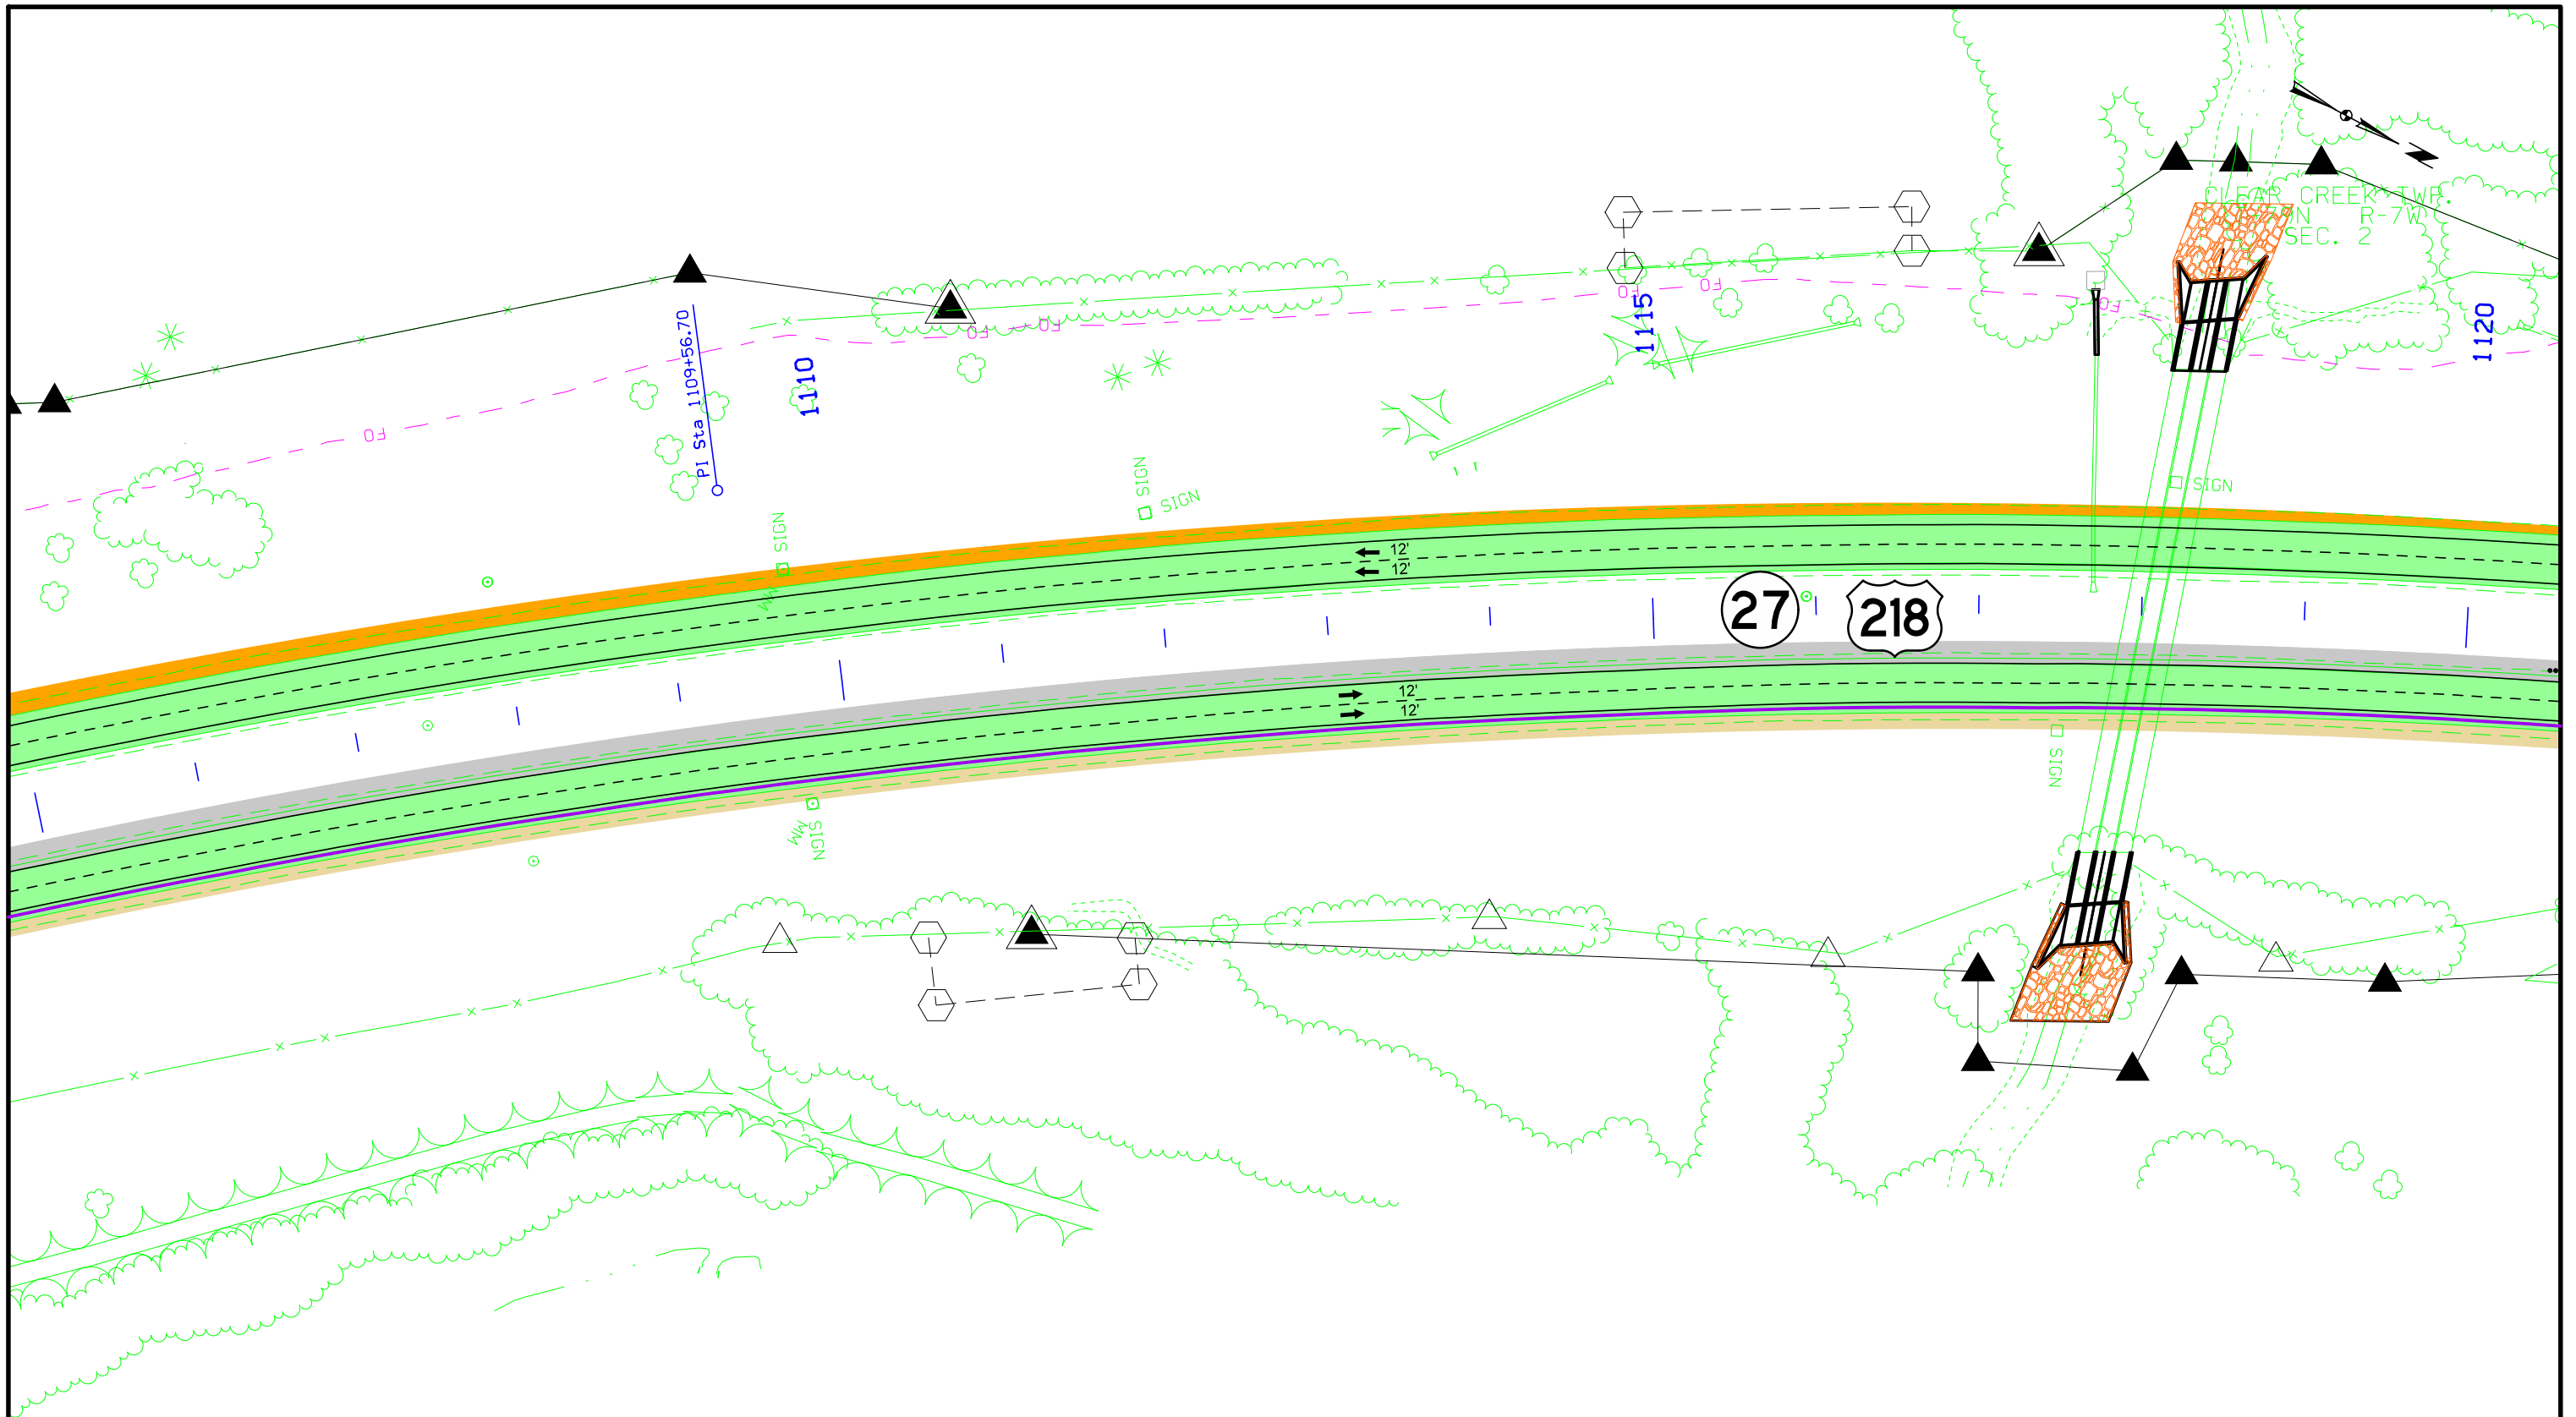 CLEAR CREEK TWP.
R-7W
SEC. 2
FO
FO
FO
FO
FO
FO
1115
1120
PI Sta 1109+56.70
1110
SIGN
SIGN
SIGN
SIGN
MM
12'
12'
27
218
12'
12'
SIGN
SIGN
MM